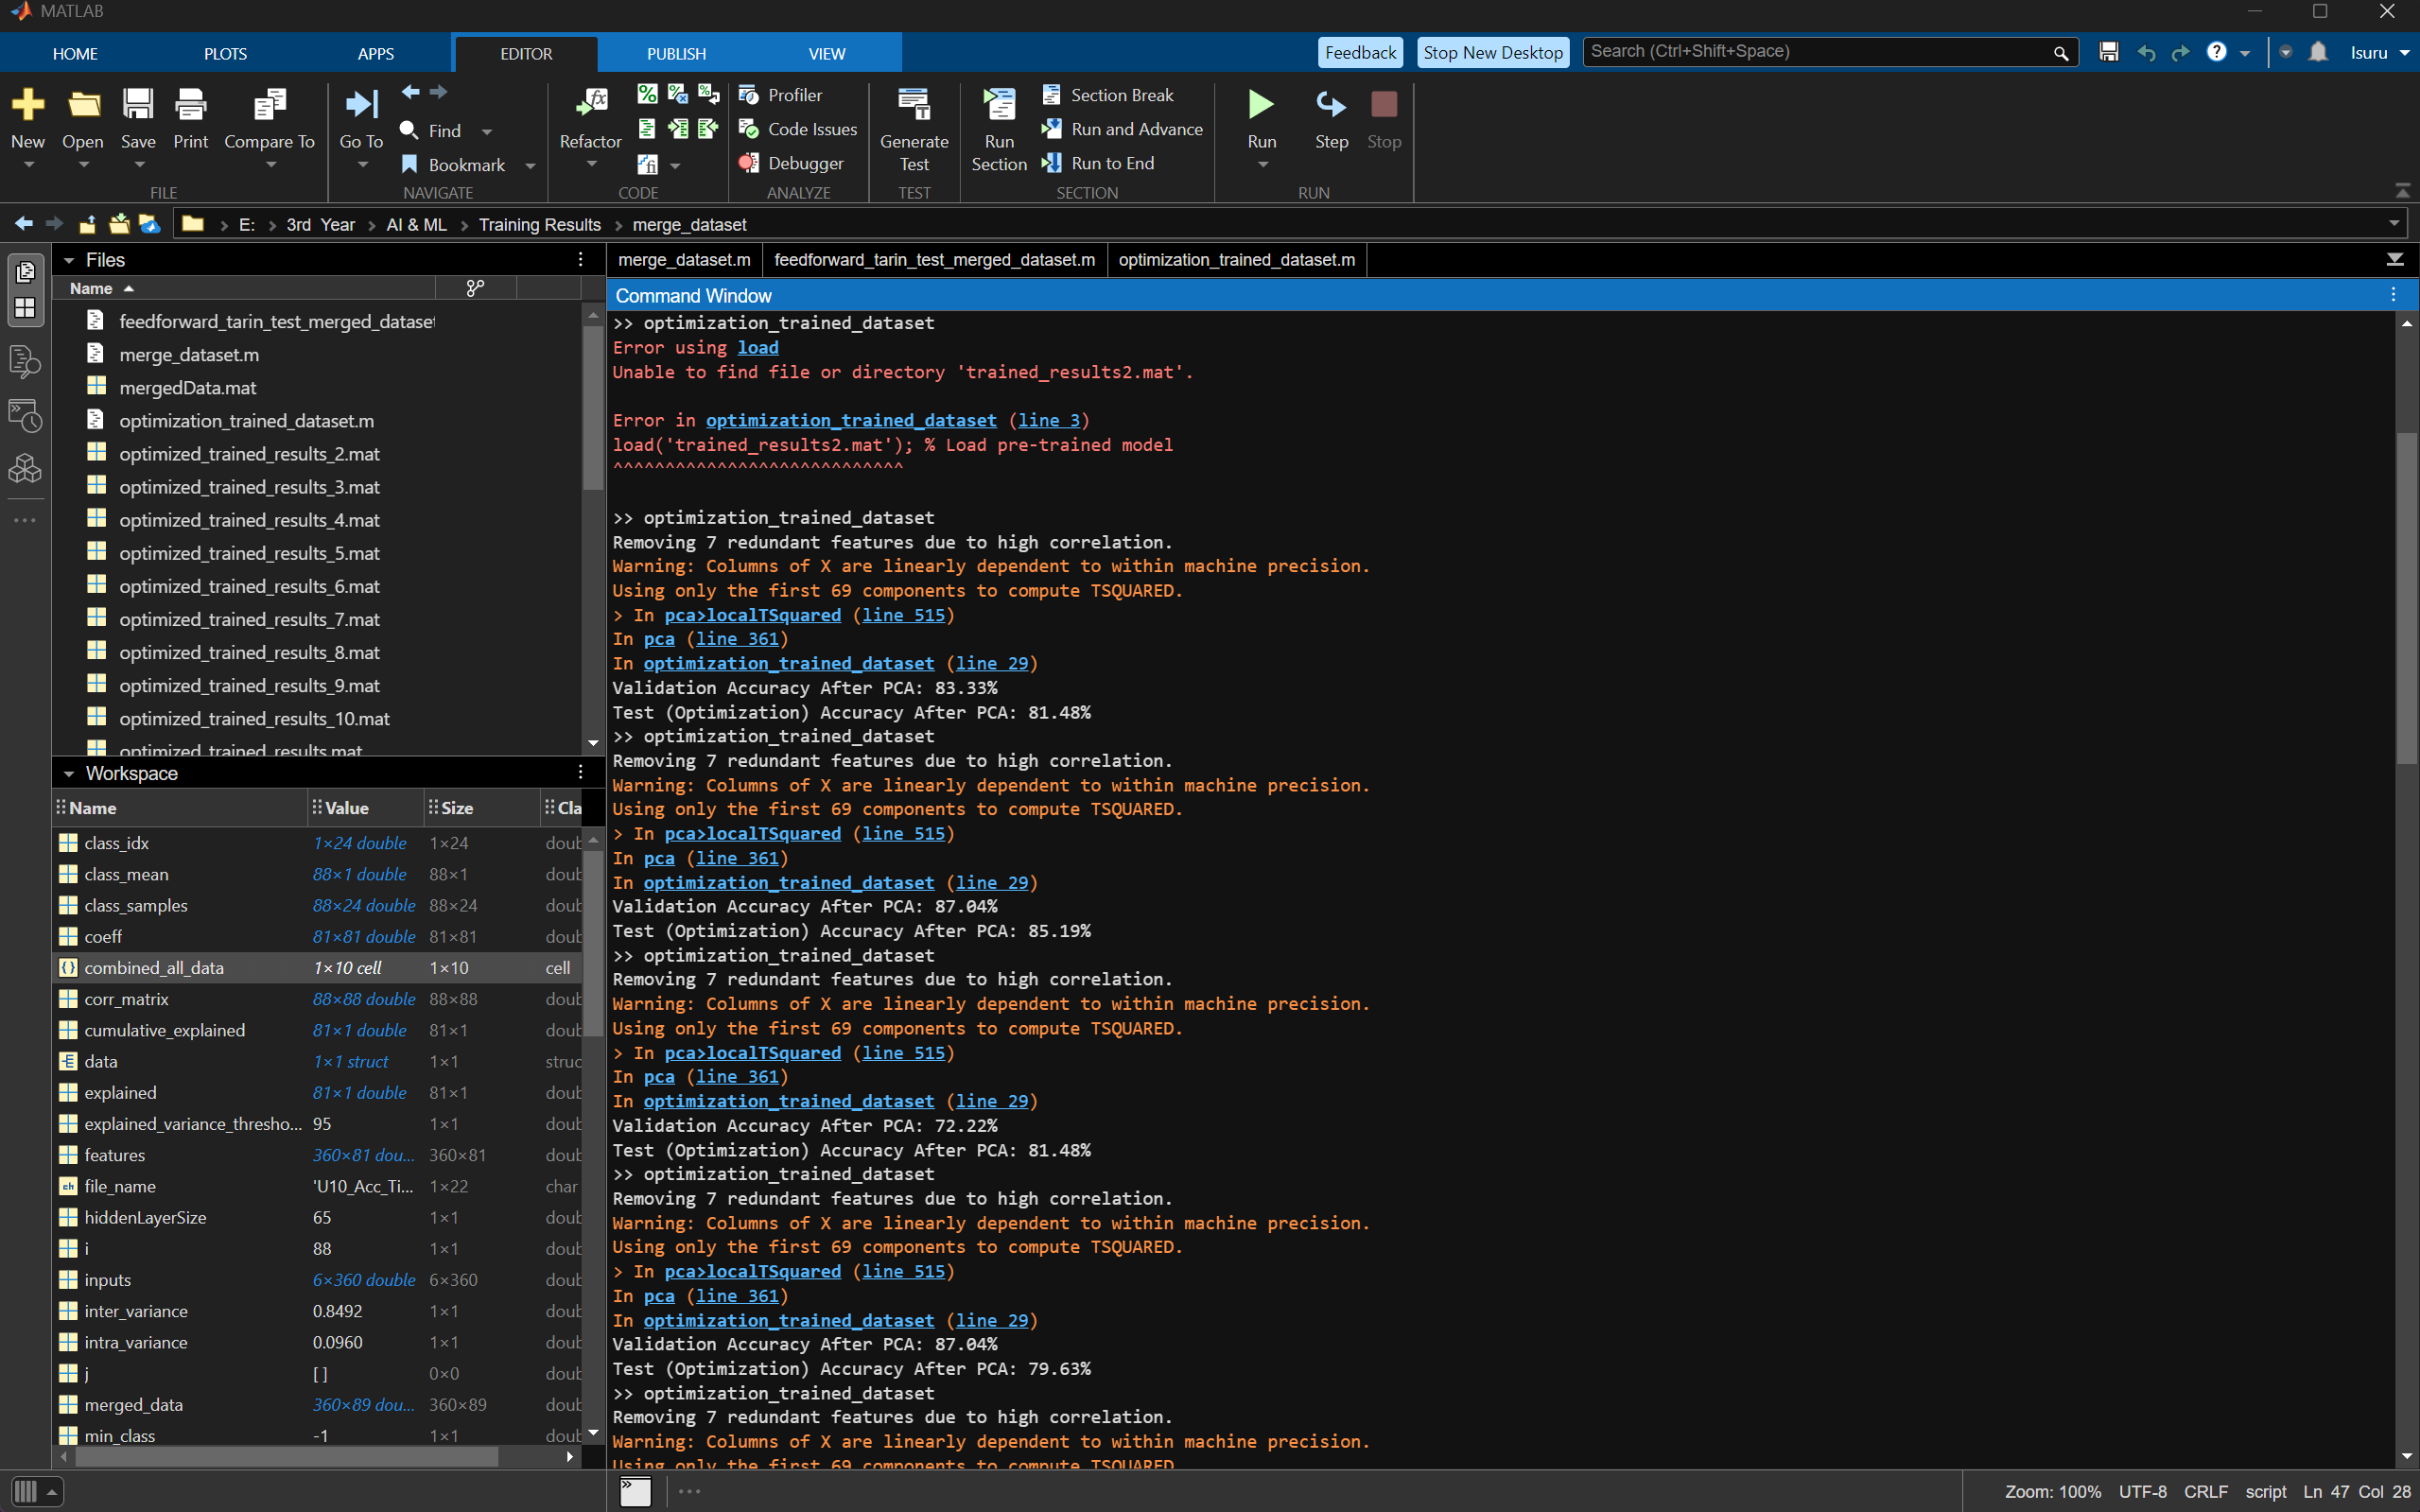 MATLAB
HOME PLOTS APPS EDITOR PUBLISH VIEW Feedback Stop New Desktop Search (Ctrl+Shift+Space) Isuru
New Open Save Print Compare To Go To Find Bookmark Refactor Profiler Code Issues Debugger Generate Test Run Section Section Break Run and Advance Run to End Run Step Stop
FILE NAVIGATE CODE ANALYZE TEST SECTION RUN
E: > 3rd Year > AI & ML > Training Results > merge_dataset
Files
Name
feedforward_tarin_test_merged_dataset
merge_dataset.m
mergedData.mat
optimization_trained_dataset.m
optimized_trained_results_2.mat
optimized_trained_results_3.mat
optimized_trained_results_4.mat
optimized_trained_results_5.mat
optimized_trained_results_6.mat
optimized_trained_results_7.mat
optimized_trained_results_8.mat
optimized_trained_results_9.mat
optimized_trained_results_10.mat
optimized_trained_results.mat
Workspace
Name Value Size Cla
class_idx 1×24 double 1×24 doub
class_mean 88×1 double 88×1 doub
class_samples 88×24 double 88×24 doub
coeff 81×81 double 81×81 doub
combined_all_data 1×10 cell 1×10 cell
corr_matrix 88×88 double 88×88 doub
cumulative_explained 81×1 double 81×1 doub
data 1×1 struct 1×1 struc
explained 81×1 double 81×1 doub
explained_variance_thresho... 95 1×1 doub
features 360×81 dou... 360×81 doub
file_name 'U10_Acc_Ti... 1×22 char
hiddenLayerSize 65 1×1 doub
i 88 1×1 doub
inputs 6×360 double 6×360 doub
inter_variance 0.8492 1×1 doub
intra_variance 0.0960 1×1 doub
j [] 0×0 doub
merged_data 360×89 dou... 360×89 doub
min_class -1 1×1 doub
merge_dataset.m feedforward_tarin_test_merged_dataset.m optimization_trained_dataset.m
Command Window
>> optimization_trained_dataset
Error using load
Unable to find file or directory 'trained_results2.mat'.
Error in optimization_trained_dataset (line 3)
load('trained_results2.mat'); % Load pre-trained model
^^^^^^^^^^^^^^^^^^^^^^^^^^^^
>> optimization_trained_dataset
Removing 7 redundant features due to high correlation.
Warning: Columns of X are linearly dependent to within machine precision.
Using only the first 69 components to compute TSQUARED.
> In pca>localTSquared (line 515)
In pca (line 361)
In optimization_trained_dataset (line 29)
Validation Accuracy After PCA: 83.33%
Test (Optimization) Accuracy After PCA: 81.48%
>> optimization_trained_dataset
Removing 7 redundant features due to high correlation.
Warning: Columns of X are linearly dependent to within machine precision.
Using only the first 69 components to compute TSQUARED.
> In pca>localTSquared (line 515)
In pca (line 361)
In optimization_trained_dataset (line 29)
Validation Accuracy After PCA: 87.04%
Test (Optimization) Accuracy After PCA: 85.19%
>> optimization_trained_dataset
Removing 7 redundant features due to high correlation.
Warning: Columns of X are linearly dependent to within machine precision.
Using only the first 69 components to compute TSQUARED.
> In pca>localTSquared (line 515)
In pca (line 361)
In optimization_trained_dataset (line 29)
Validation Accuracy After PCA: 72.22%
Test (Optimization) Accuracy After PCA: 81.48%
>> optimization_trained_dataset
Removing 7 redundant features due to high correlation.
Warning: Columns of X are linearly dependent to within machine precision.
Using only the first 69 components to compute TSQUARED.
> In pca>localTSquared (line 515)
In pca (line 361)
In optimization_trained_dataset (line 29)
Validation Accuracy After PCA: 87.04%
Test (Optimization) Accuracy After PCA: 79.63%
>> optimization_trained_dataset
Removing 7 redundant features due to high correlation.
Warning: Columns of X are linearly dependent to within machine precision.
Using only the first 69 components to compute TSQUARED
Zoom: 100% UTF-8 CRLF script Ln 47 Col 28